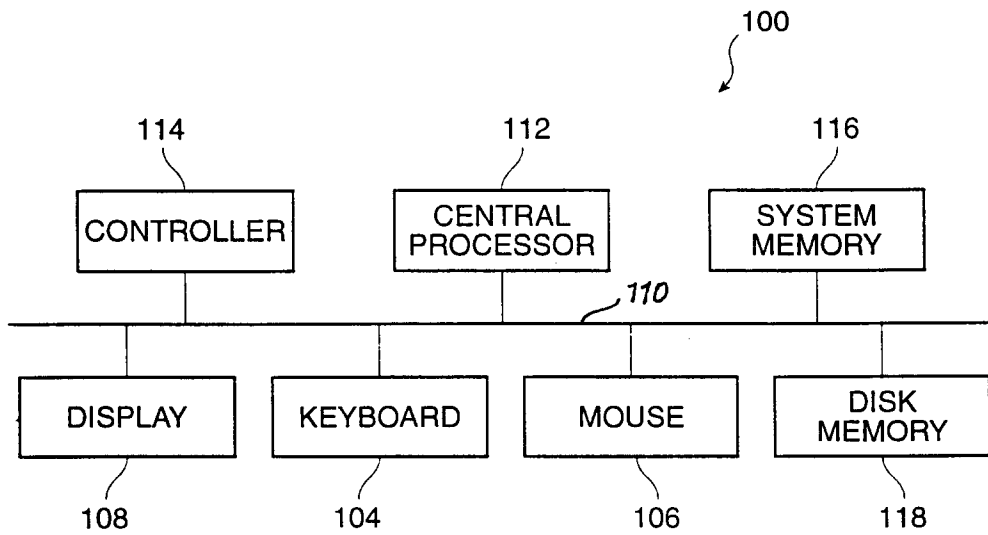 100
114
112
116
CONTROLLER
CENTRAL
PROCESSOR
SYSTEM
MEMORY
110
DISPLAY
KEYBOARD
MOUSE
DISK
MEMORY
108
104
106
118